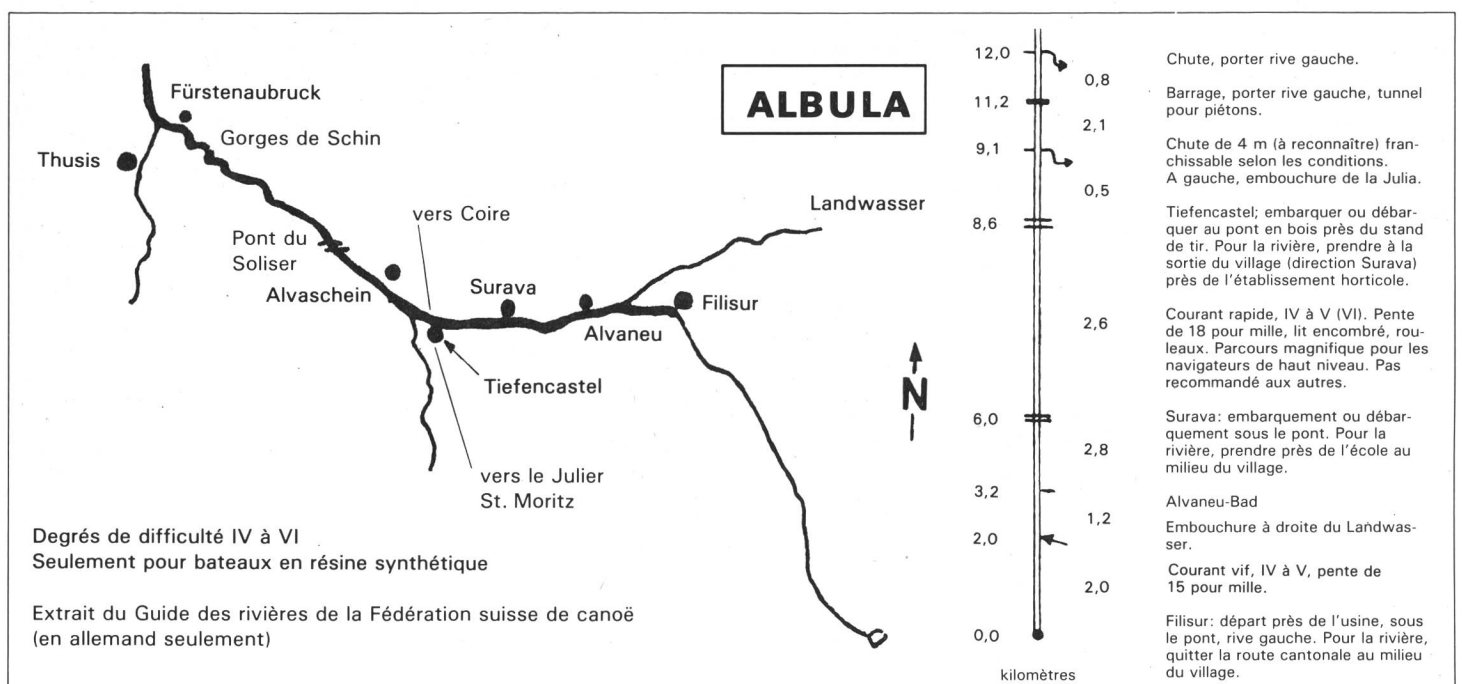 ALBULA
Fürstenaubruck
Gorges de Schin
Thusis
vers Coire
Landwasser
Pont du
Soliser
Surava
Alvaschein
Filisur
Alvaneu
Tiefencastel
N
vers le Julier
St. Moritz
Degrés de difficulté IV à VI
Seulement pour bateaux en résine synthétique
Extrait du Guide des rivières de la Fédération suisse de canoë
(en allemand seulement)
12,0
0,8
11,2
2,1
9,1
0,5
8,6
2,6
6,0
2,8
3,2
1,2
2,0
2,0
0,0
kilomètres
Chute, porter rive gauche.
Barrage, porter rive gauche, tunnel
pour piétons.
Chute de 4 m (à reconnaître) fran-
chissable selon les conditions.
A gauche, embouchure de la Julia.
Tiefencastel; embarquer ou débar-
quer au pont en bois près du stand
de tir. Pour la rivière, prendre à la
sortie du village (direction Surava)
près de l'établissement horticole.
Courant rapide, IV à V (VI). Pente
de 18 pour mille, lit encombré, rou-
leaux. Parcours magnifique pour les
navigateurs de haut niveau. Pas
recommandé aux autres.
Surava: embarquement ou débar-
quement sous le pont. Pour la
rivière, prendre près de l'école au
milieu du village.
Alvaneu-Bad
Embouchure à droite du Landwas-
ser.
Courant vif, IV à V, pente de
15 pour mille.
Filisur: départ près de l'usine, sous
le pont, rive gauche. Pour la rivière,
quitter la route cantonale au milieu
du village.